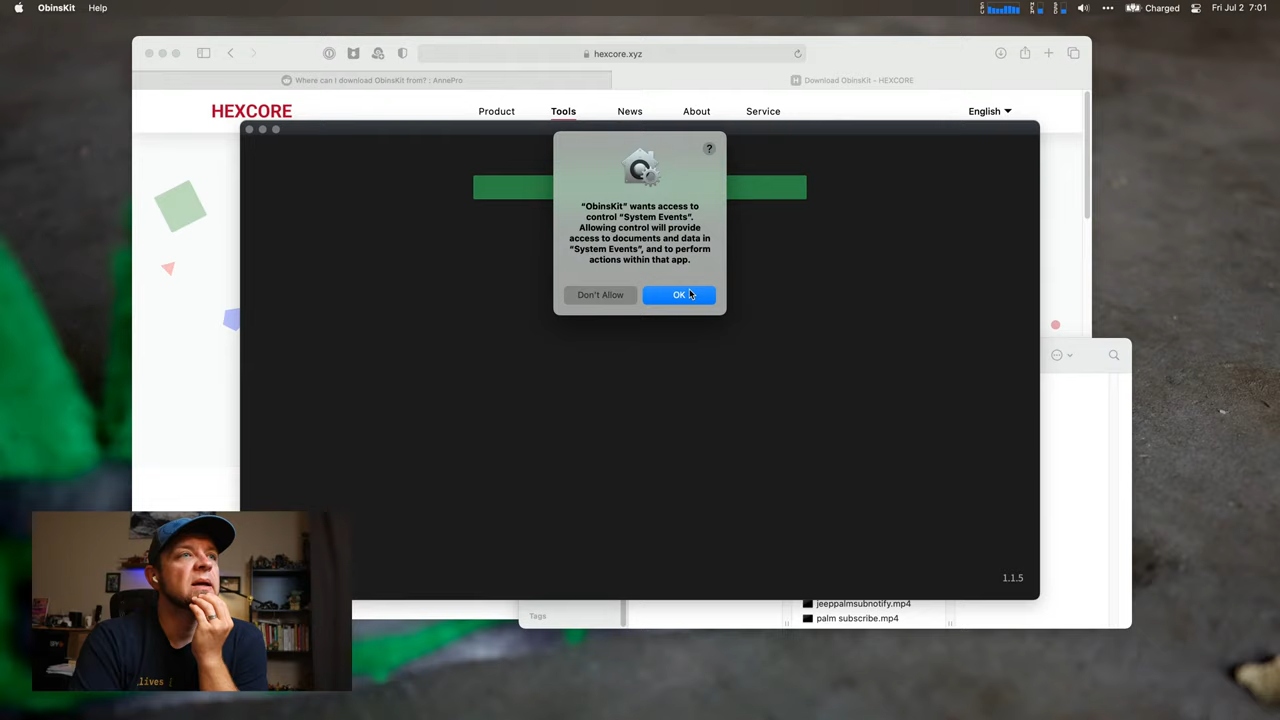 ObinsKit Help
Charged Fri Jul 2 7:01
hexcore.xyz
Where can I download ObinsKit from? : AnnePro
H Download ObinsKit – HEXCORE
HEXCORE Product Tools News About Service English
?
“ObinsKit” wants access to
control “System Events”.
Allowing control will provide
access to documents and data in
“System Events”, and to perform
actions within that app.
Don't Allow OK
1.1.5
jeeppalmsubnotify.mp4
Tags
palm subscribe.mp4
lives